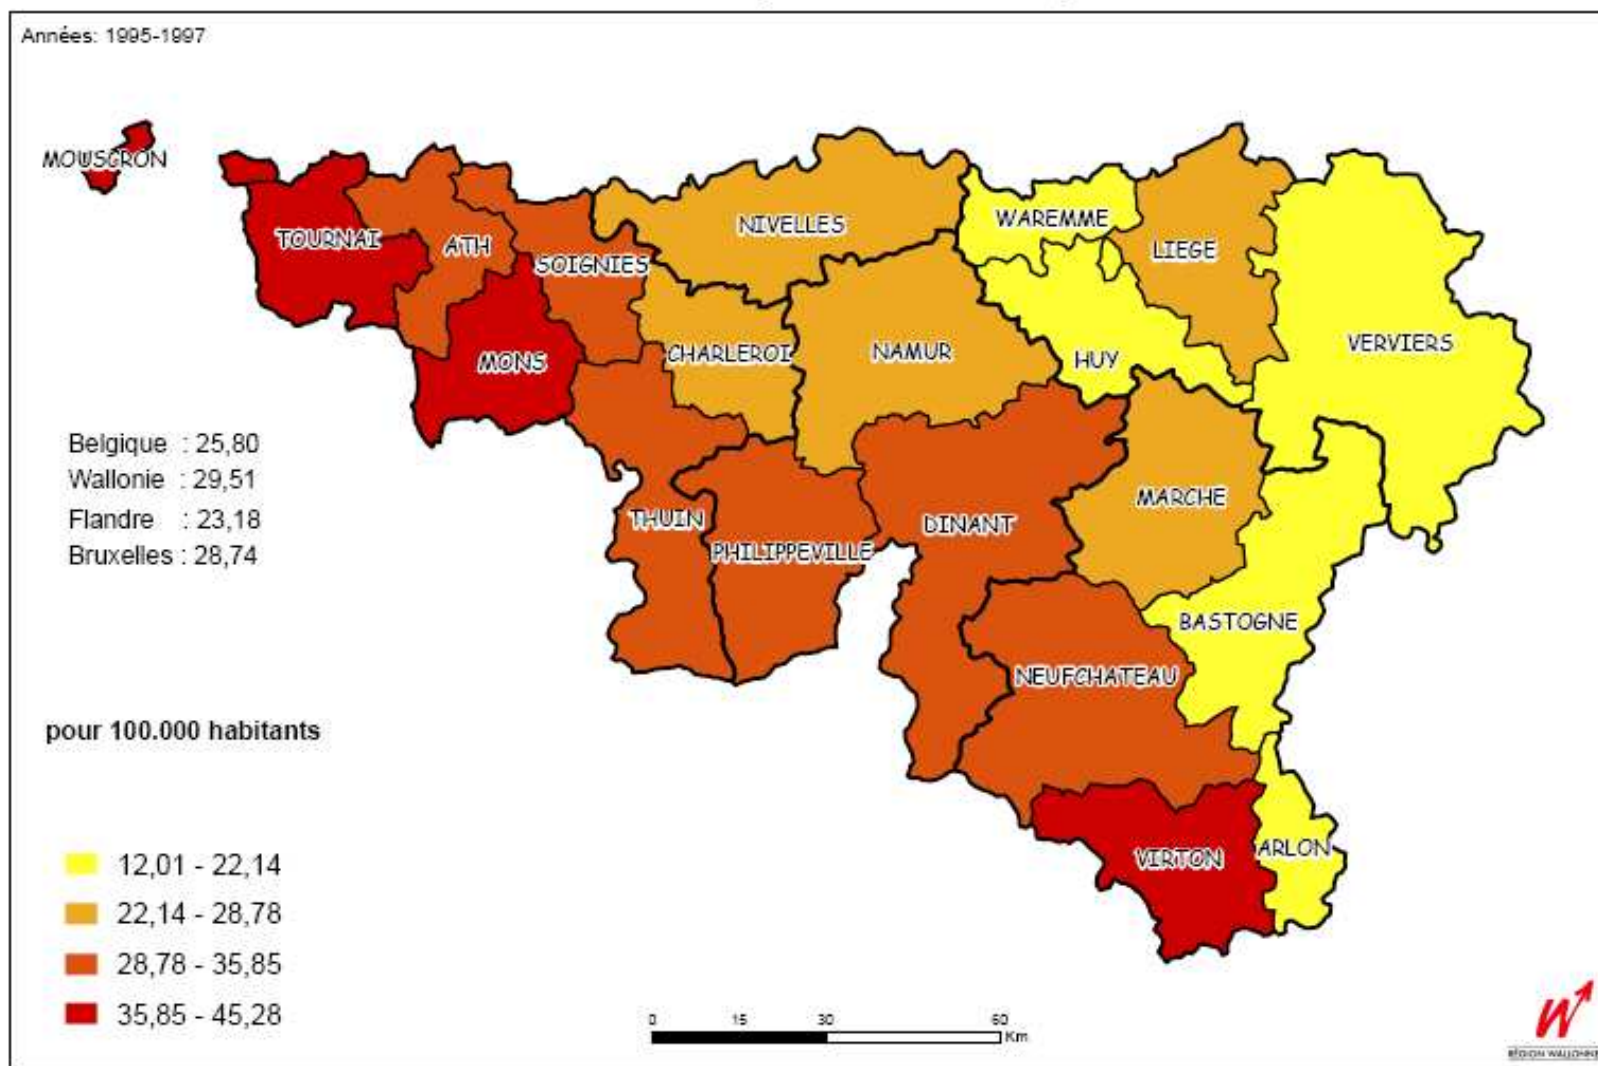 Années: 1995-1997
MOUSCRON
TOURNAI
ATH
SOIGNIES
NIVELLES
WAREMME
LIEGE
MONS
CHARLEROI
NAMUR
HUY
VERVIERS
Belgique : 25,80
Wallonie : 29,51
Flandre : 23,18
Bruxelles : 28,74
THUIN
PHILIPPEVILLE
DINANT
MARCHE
BASTOGNE
NEUFCHATEAU
pour 100.000 habitants
VIRTON
ARLON
12,01 - 22,14
22,14 - 28,78
28,78 - 35,85
35,85 - 45,28
0 15 30 60
Km
W
RÉGION WALLONNE